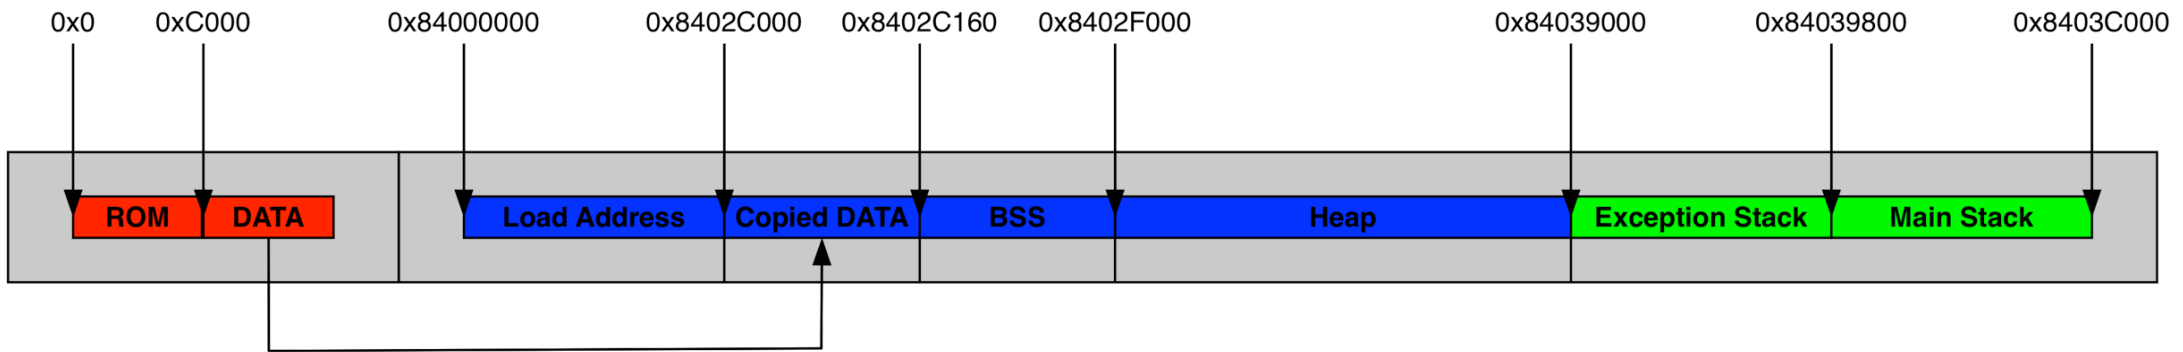 0x0 0xC000 0x84000000 0x8402C000 0x8402C160 0x8402F000 0x84039000 0x84039800 0x8403C000
ROM DATA Load Address Copied DATA BSS Heap Exception Stack Main Stack